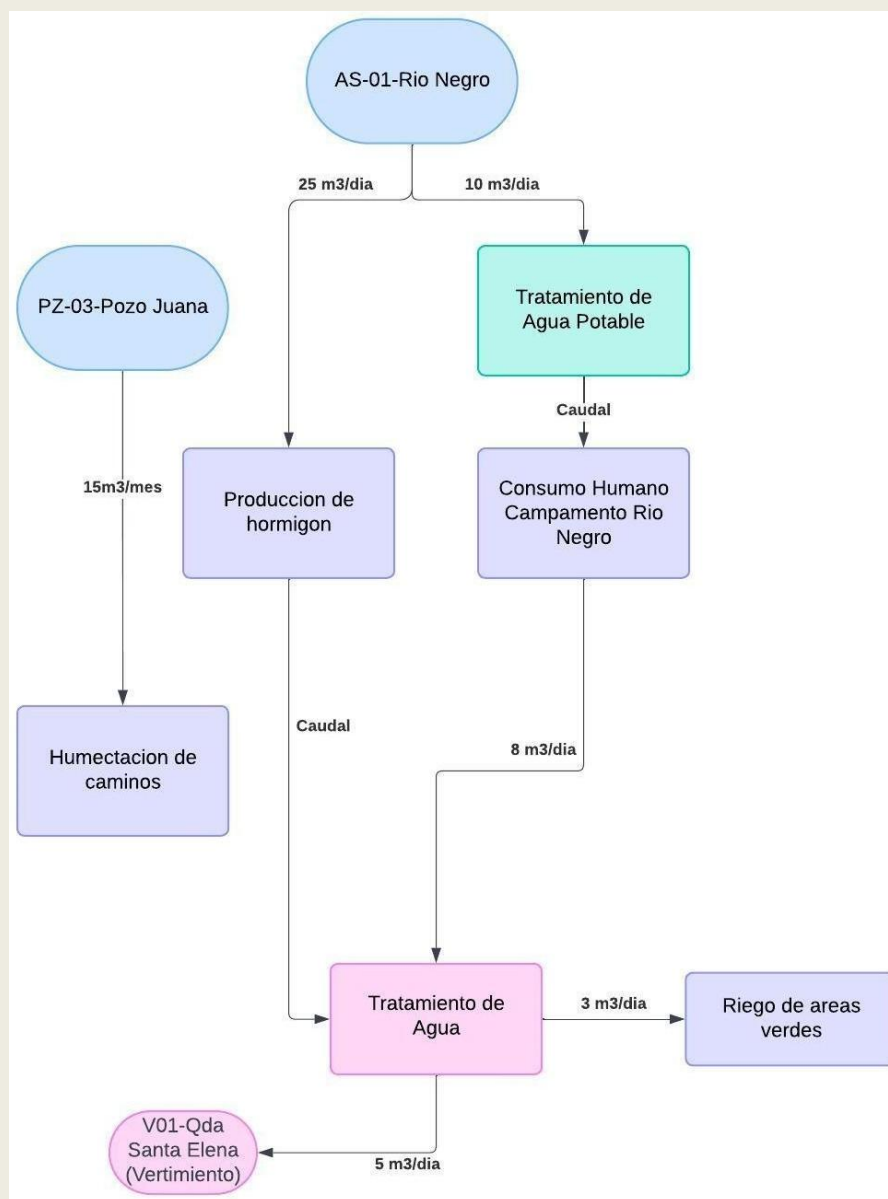 AS-01-Rio Negro
25 m3/dia
10 m3/dia
PZ-03-Pozo Juana
Tratamiento de
Agua Potable
Caudal
15m3/mes
Produccion de
hormigon
Consumo Humano
Campamento Rio
Negro
Humectacion de
caminos
Caudal
8 m3/dia
Tratamiento de
Agua
3 m3/dia
Riego de areas
verdes
V01-Qda
Santa Elena
(Vertimiento)
5 m3/dia